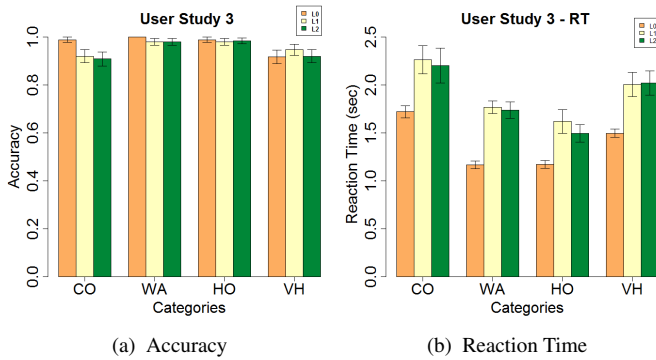 User Study 3
L0
L1
L2
Accuracy
1.0
0.8
0.6
0.4
0.2
0.0
CO WA HO VH
Categories
(a) Accuracy
User Study 3 - RT
L0
L1
L2
Reaction Time (sec)
2.5
2.0
1.5
1.0
0.5
0.0
CO WA HO VH
Categories
(b) Reaction Time